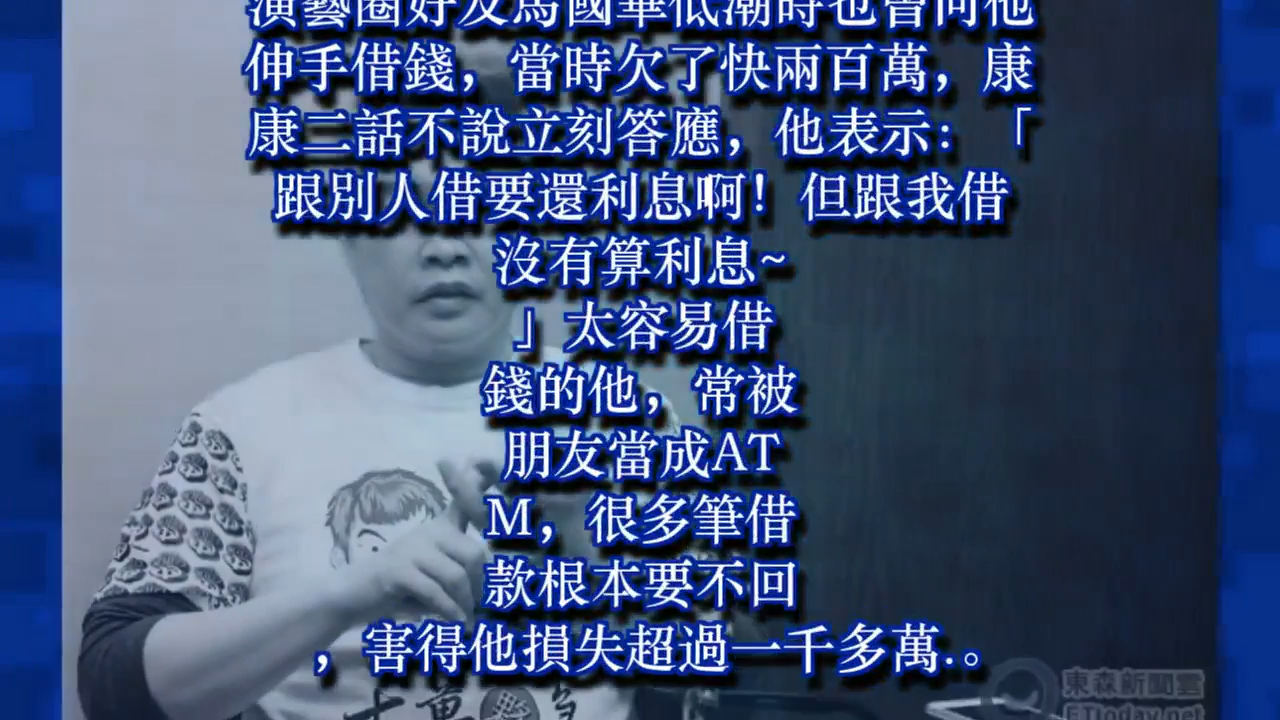 演藝圈好友馬國華低潮時也曾向他
伸手借錢，當時欠了快兩百萬，康
康二話不說立刻答應，他表示：「
跟別人借要還利息啊！但跟我借
沒有算利息~
」太容易借
錢的他，常被
朋友當成AT
M，很多筆借
款根本要不回
，害得他損失超過一千多萬.。
東森新聞雲
ETtoday.net